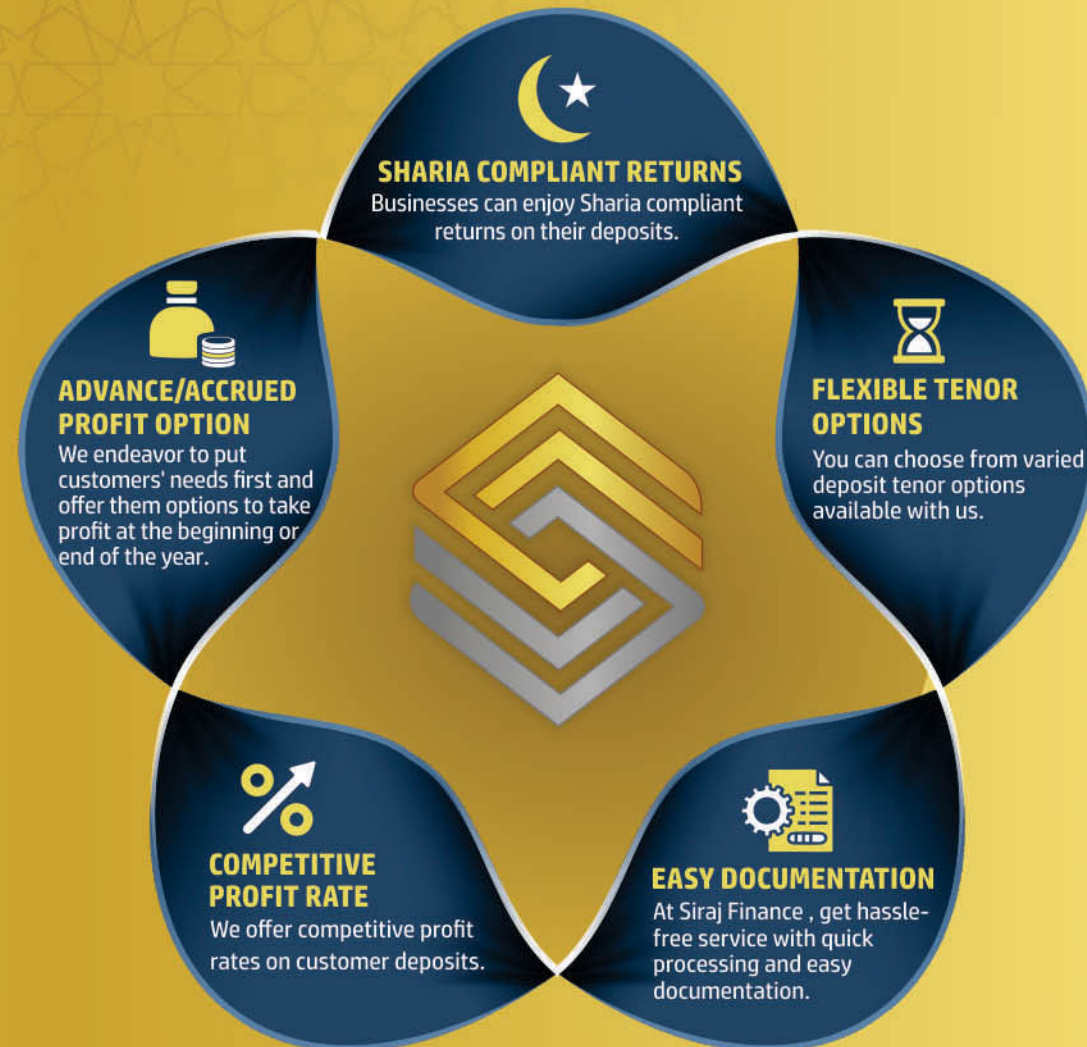 SHARIA COMPLIANT RETURNS
Businesses can enjoy Sharia compliant
returns on their deposits.
ADVANCE/ACCRUED
PROFIT OPTION
We endeavor to put
customers' needs first and
offer them options to take
profit at the beginning or
end of the year.
FLEXIBLE TENOR
OPTIONS
You can choose from varied
deposit tenor options
available with us.
COMPETITIVE
PROFIT RATE
We offer competitive profit
rates on customer deposits.
EASY DOCUMENTATION
At Siraj Finance , get hassle-
free service with quick
processing and easy
documentation.